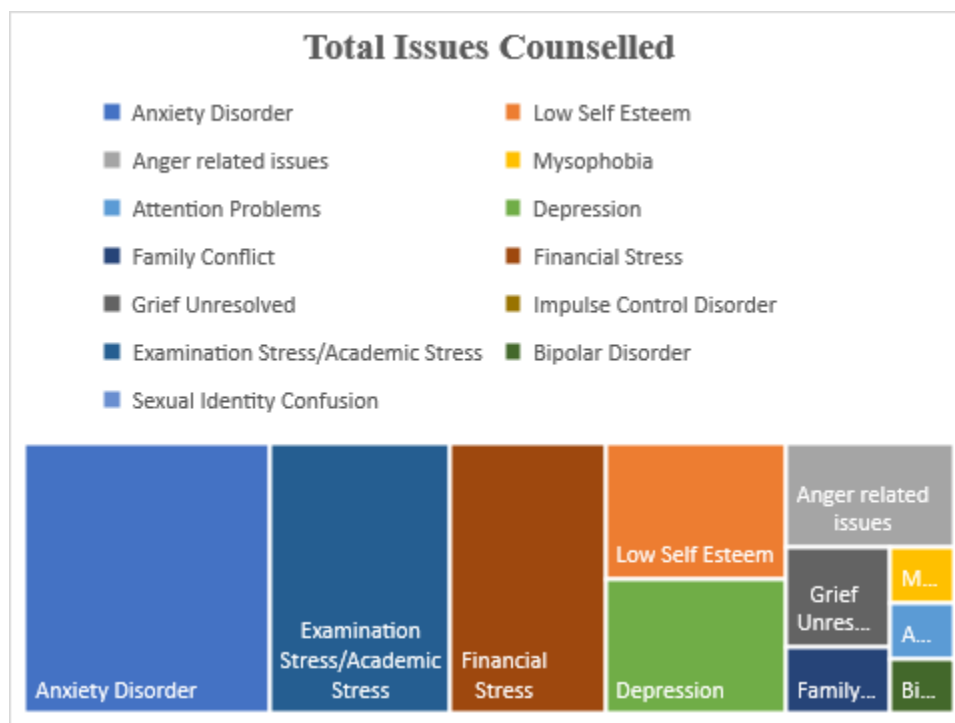 Total Issues Counselled
Anxiety Disorder
Low Self Esteem
Anger related issues
Mysophobia
Attention Problems
Depression
Family Conflict
Financial Stress
Grief Unresolved
Impulse Control Disorder
Examination Stress/Academic Stress
Bipolar Disorder
Sexual Identity Confusion
Anxiety Disorder
Examination
Stress/Academic
Stress
Financial
Stress
Low Self Esteem
Depression
Anger related
issues
Grief
Unres...
Family...
M...
A...
Bi...